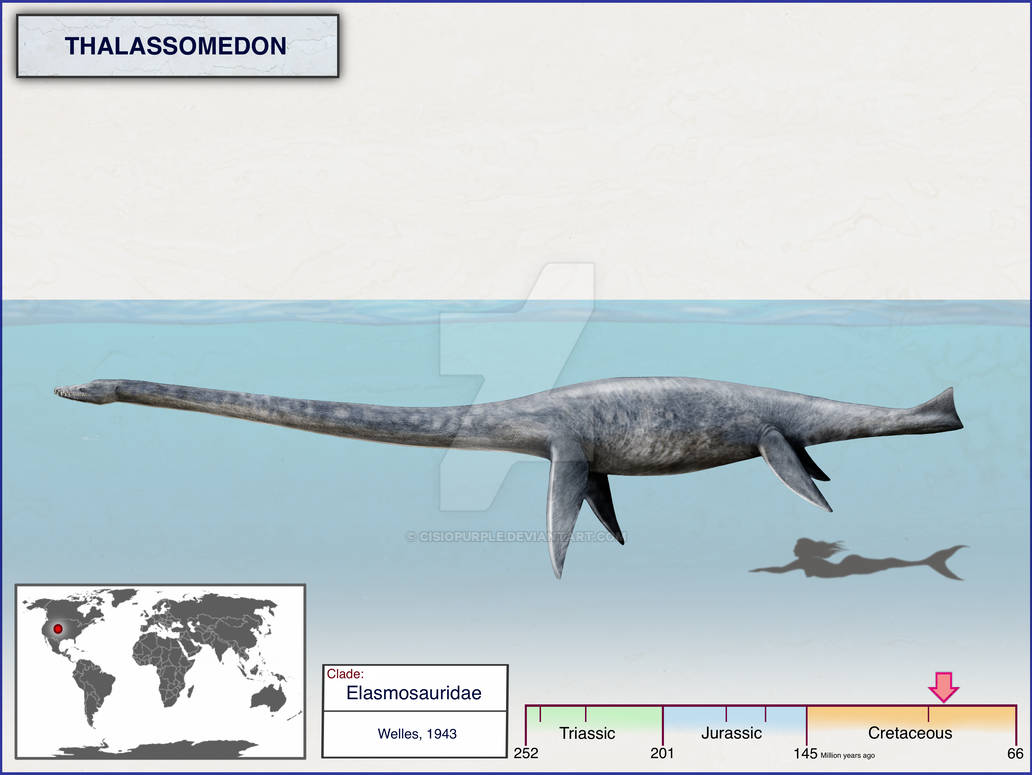 THALASSOMEDON
© CISIOPURPLE.DEVIANTART.COM
Clade:
Elasmosauridae
Welles, 1943
Triassic
Jurassic
Cretaceous
252
201
145
Million years ago
66